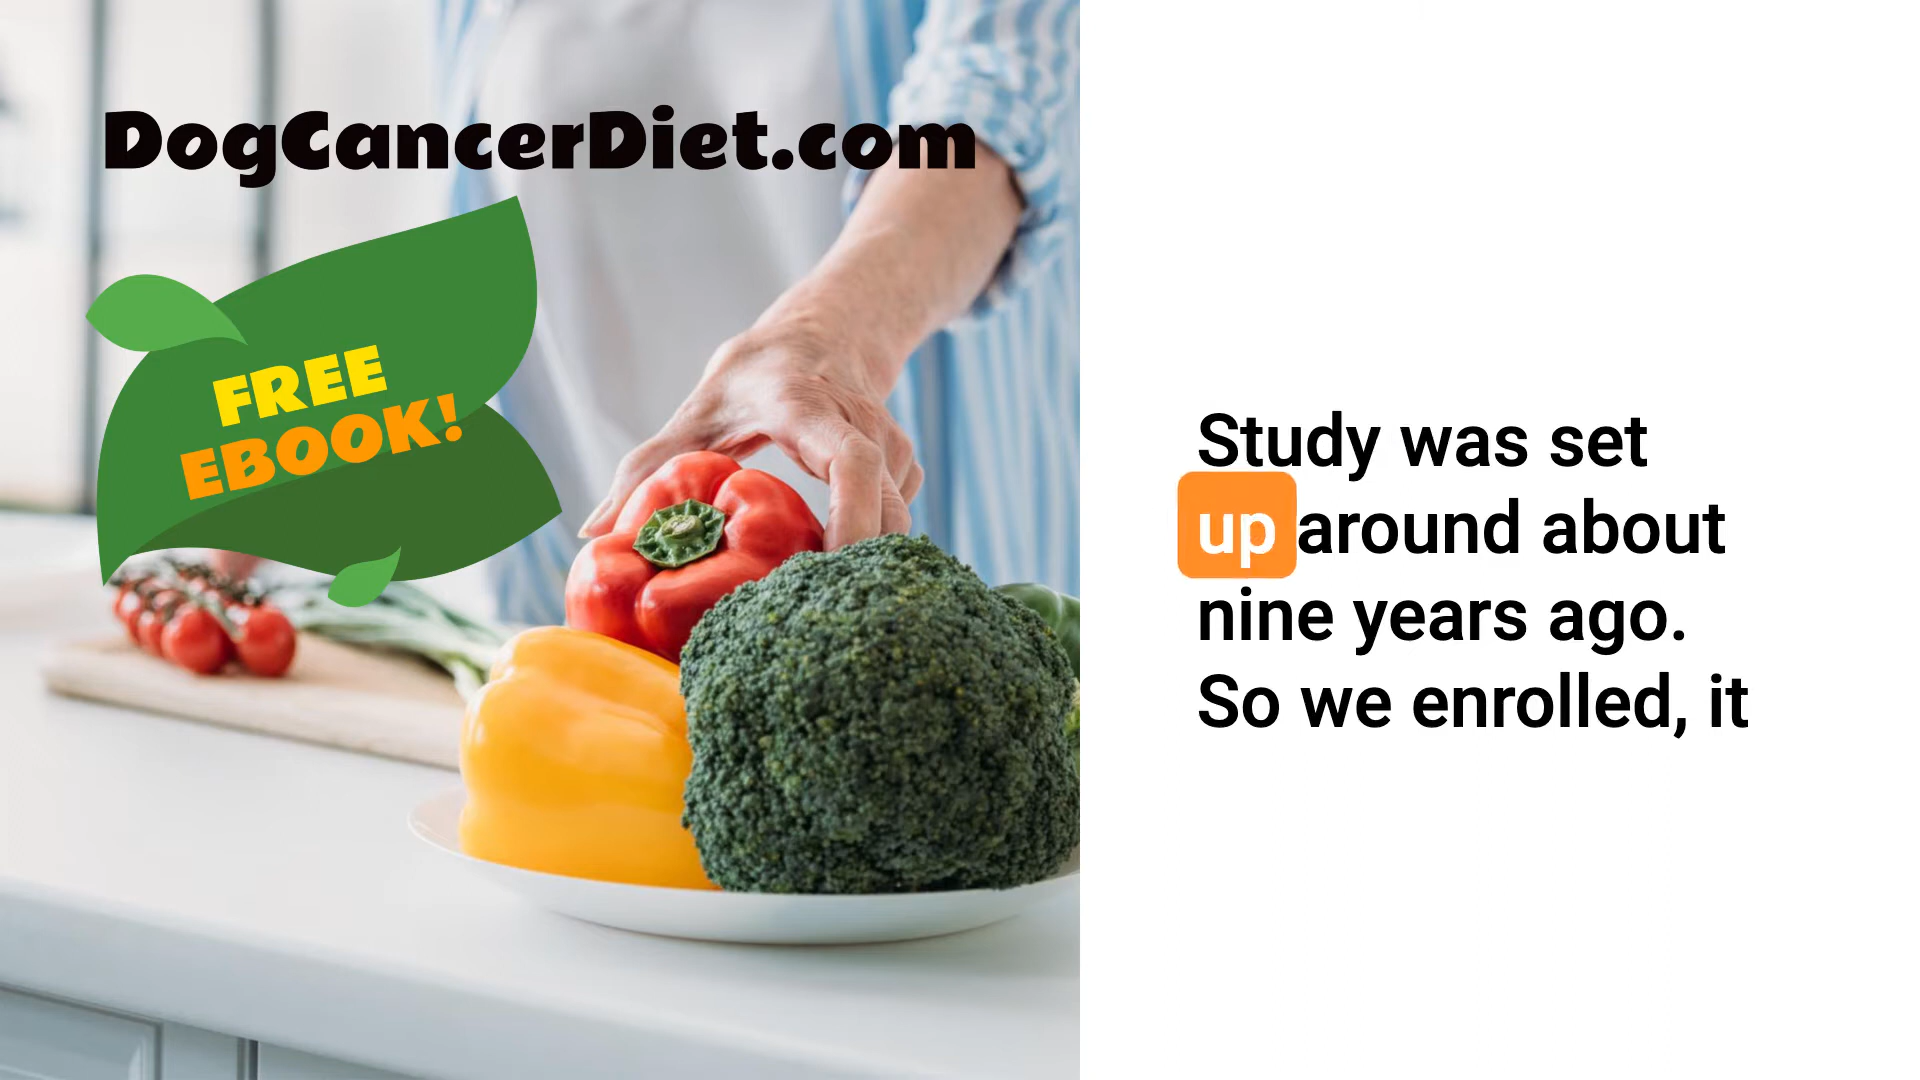 DogCancerDiet.com
FREE
EBOOK!
Study was set
up around about
nine years ago.
So we enrolled, it